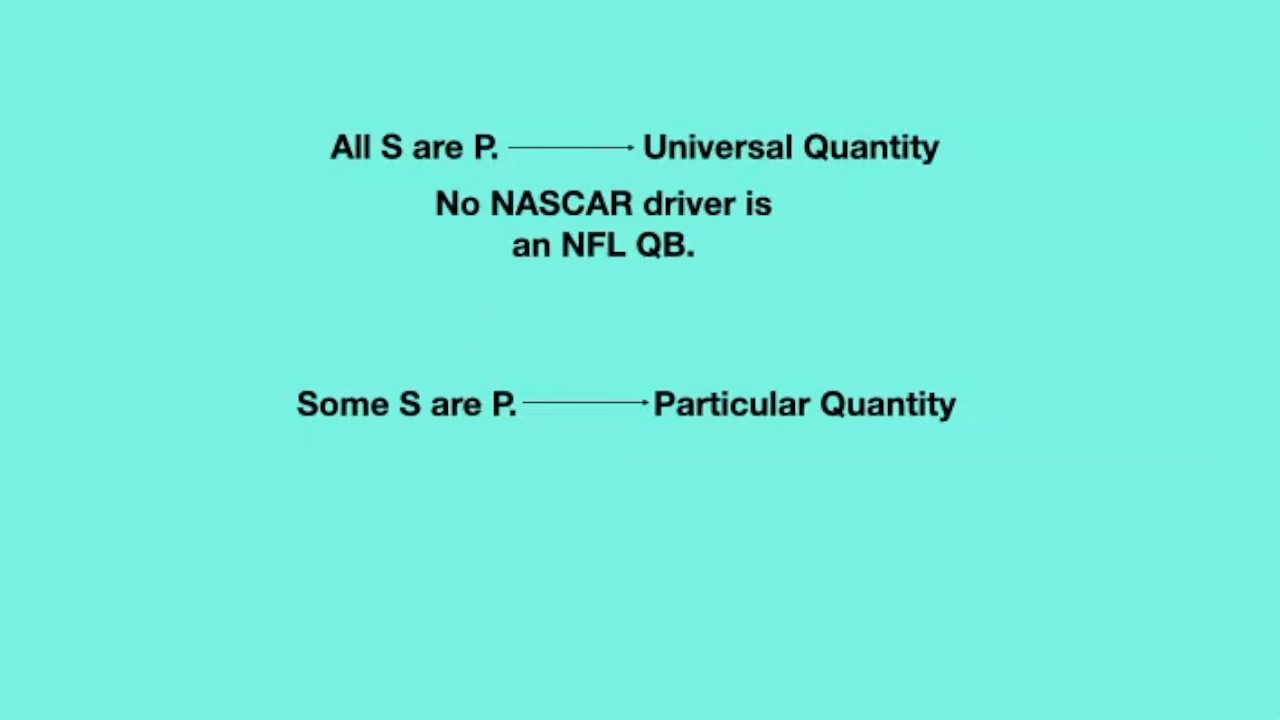 All S are P. Universal Quantity
No NASCAR driver is
an NFL QB.
Some S are P. Particular Quantity